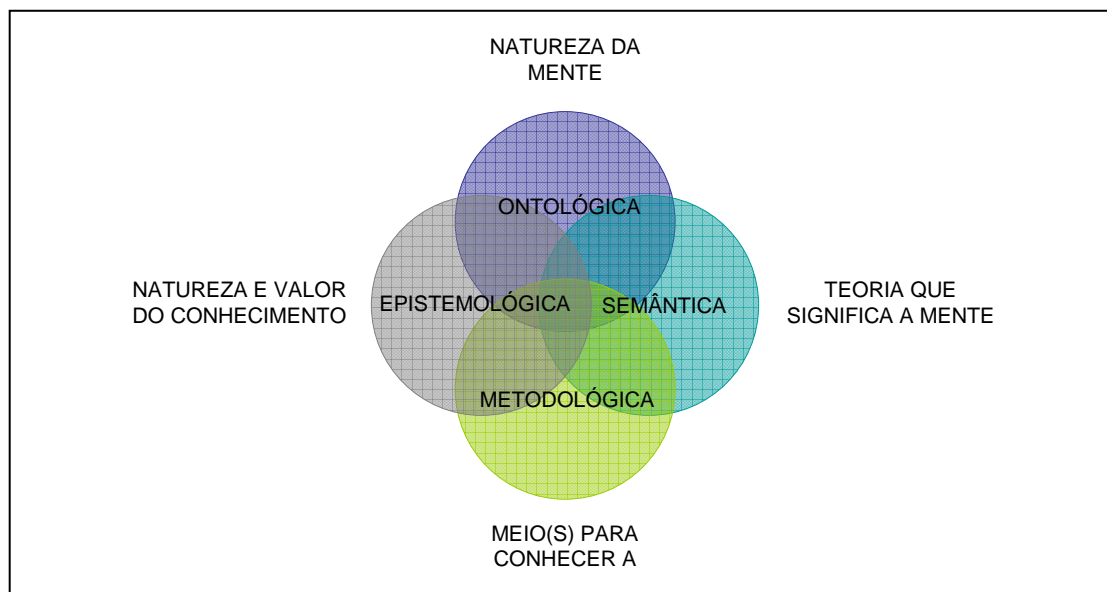 NATUREZA DA
MENTE
ONTOLÓGICA
NATUREZA E VALOR
DO CONHECIMENTO
EPISTEMOLÓGICA
SEMÂNTICA
TEORIA QUE
SIGNIFICA A MENTE
METODOLÓGICA
MEIO(S) PARA
CONHECER A